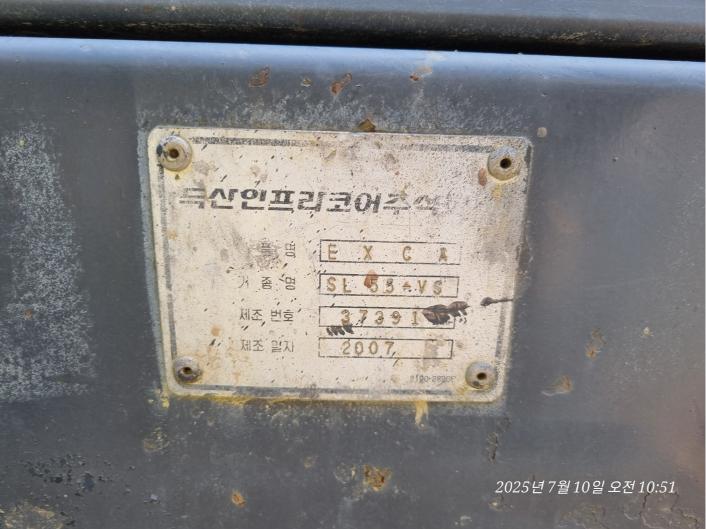 산인프라코어주식
품 명 EXCA
기 종 명 SL 55-VS
제조 번호 37391
제조 일자 2007
2025년 7월 10일 오전 10:51